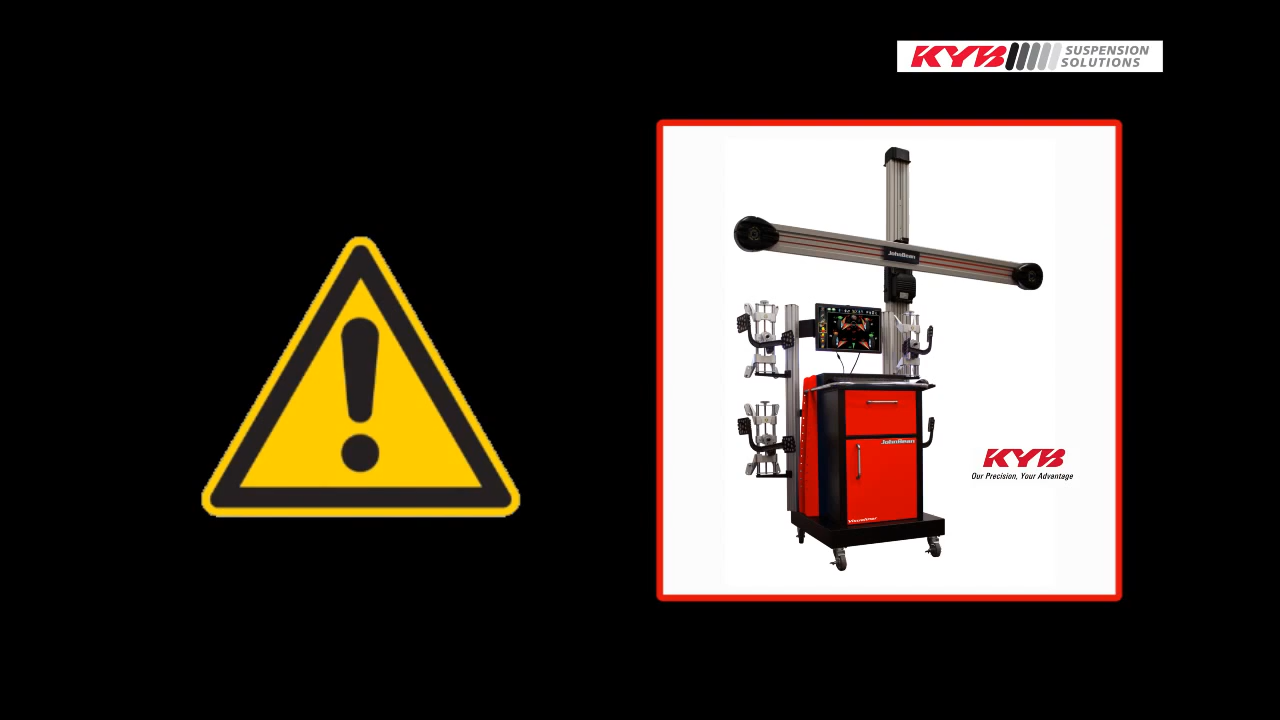 KYB SUSPENSION
SOLUTIONS
JohnBean
JohnBean
KYB
Our Precision, Your Advantage